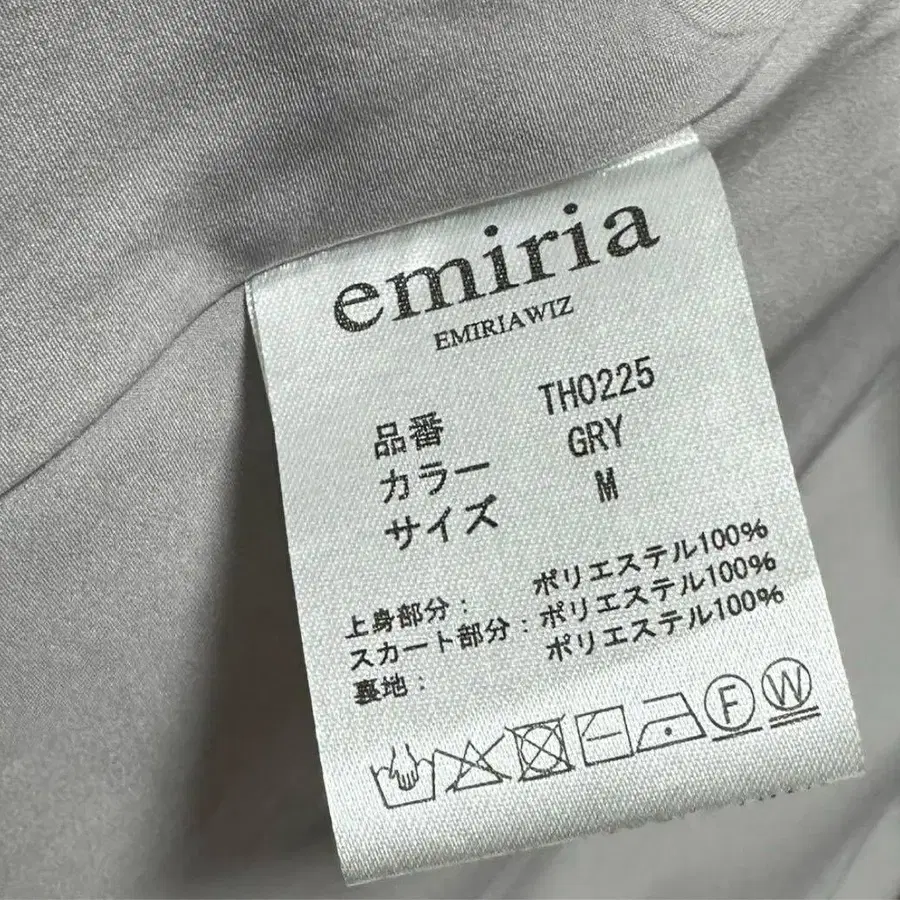 emiria
EMIRIAWIZ
品番 TH0225
カラー GRY
サイズ M
上身部分： ポリエステル100%
スカート部分：ポリエステル100%
裏地： ポリエステル100%
F W